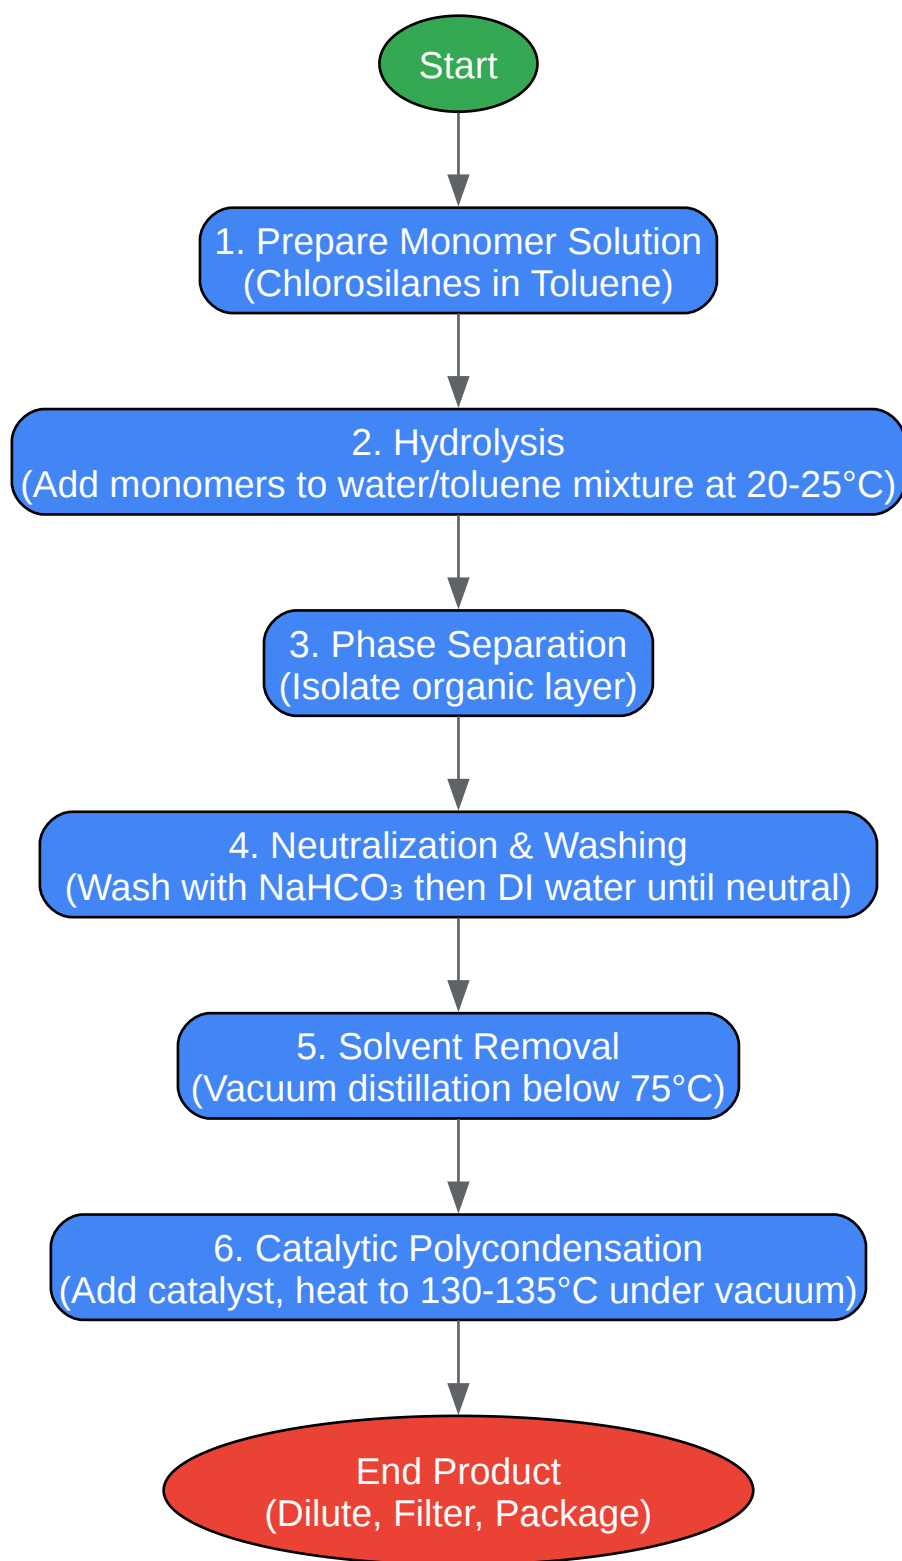 Start
1. Prepare Monomer Solution
(Chlorosilanes in Toluene)
2. Hydrolysis
(Add monomers to water/toluene mixture at 20-25°C)
3. Phase Separation
(Isolate organic layer)
4. Neutralization & Washing
(Wash with NaHCO₃ then DI water until neutral)
5. Solvent Removal
(Vacuum distillation below 75°C)
6. Catalytic Polycondensation
(Add catalyst, heat to 130-135°C under vacuum)
End Product
(Dilute, Filter, Package)